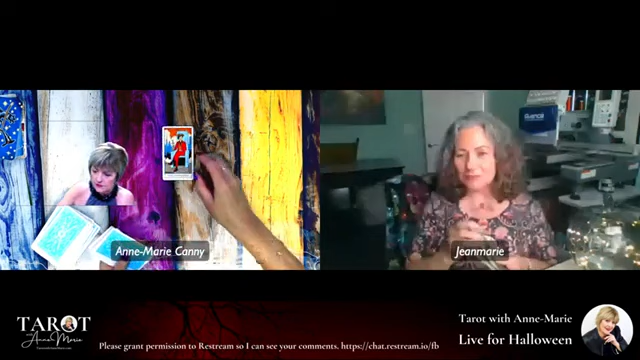 Anne-Marie Canny
Jeanmarie
TAROT
with
Anne Marie
Please grant permission to Restream so I can see your comments. https://chat.restream.io/fb
Tarot with Anne-Marie
Live for Halloween